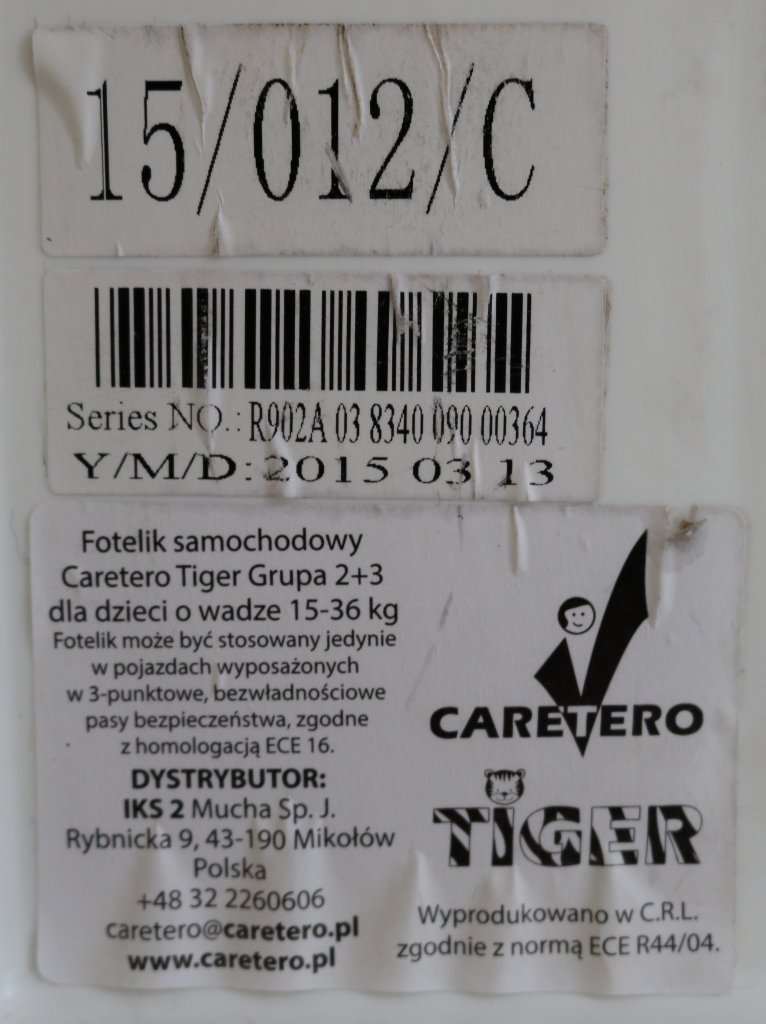 15/012/C
Series NO.: R902A 03 8340 090 00364
Y/M/D: 2015 03 13
Fotelik samochodowy
Caretero Tiger Grupa 2+3
dla dzieci o wadze 15-36 kg
Fotelik może być stosowany jedynie
w pojazdach wyposażonych
w 3-punktowe, bezwładnościowe
pasy bezpieczeństwa, zgodne
z homologacją ECE 16.
DYSTRYBUTOR:
IKS 2 Mucha Sp. J.
Rybnicka 9, 43-190 Mikołów
Polska
+48 32 2260606
caretero@caretero.pl
www.caretero.pl
CARETERO
TIGER
Wyprodukowano w C.R.L.
zgodnie z normą ECE R44/04.